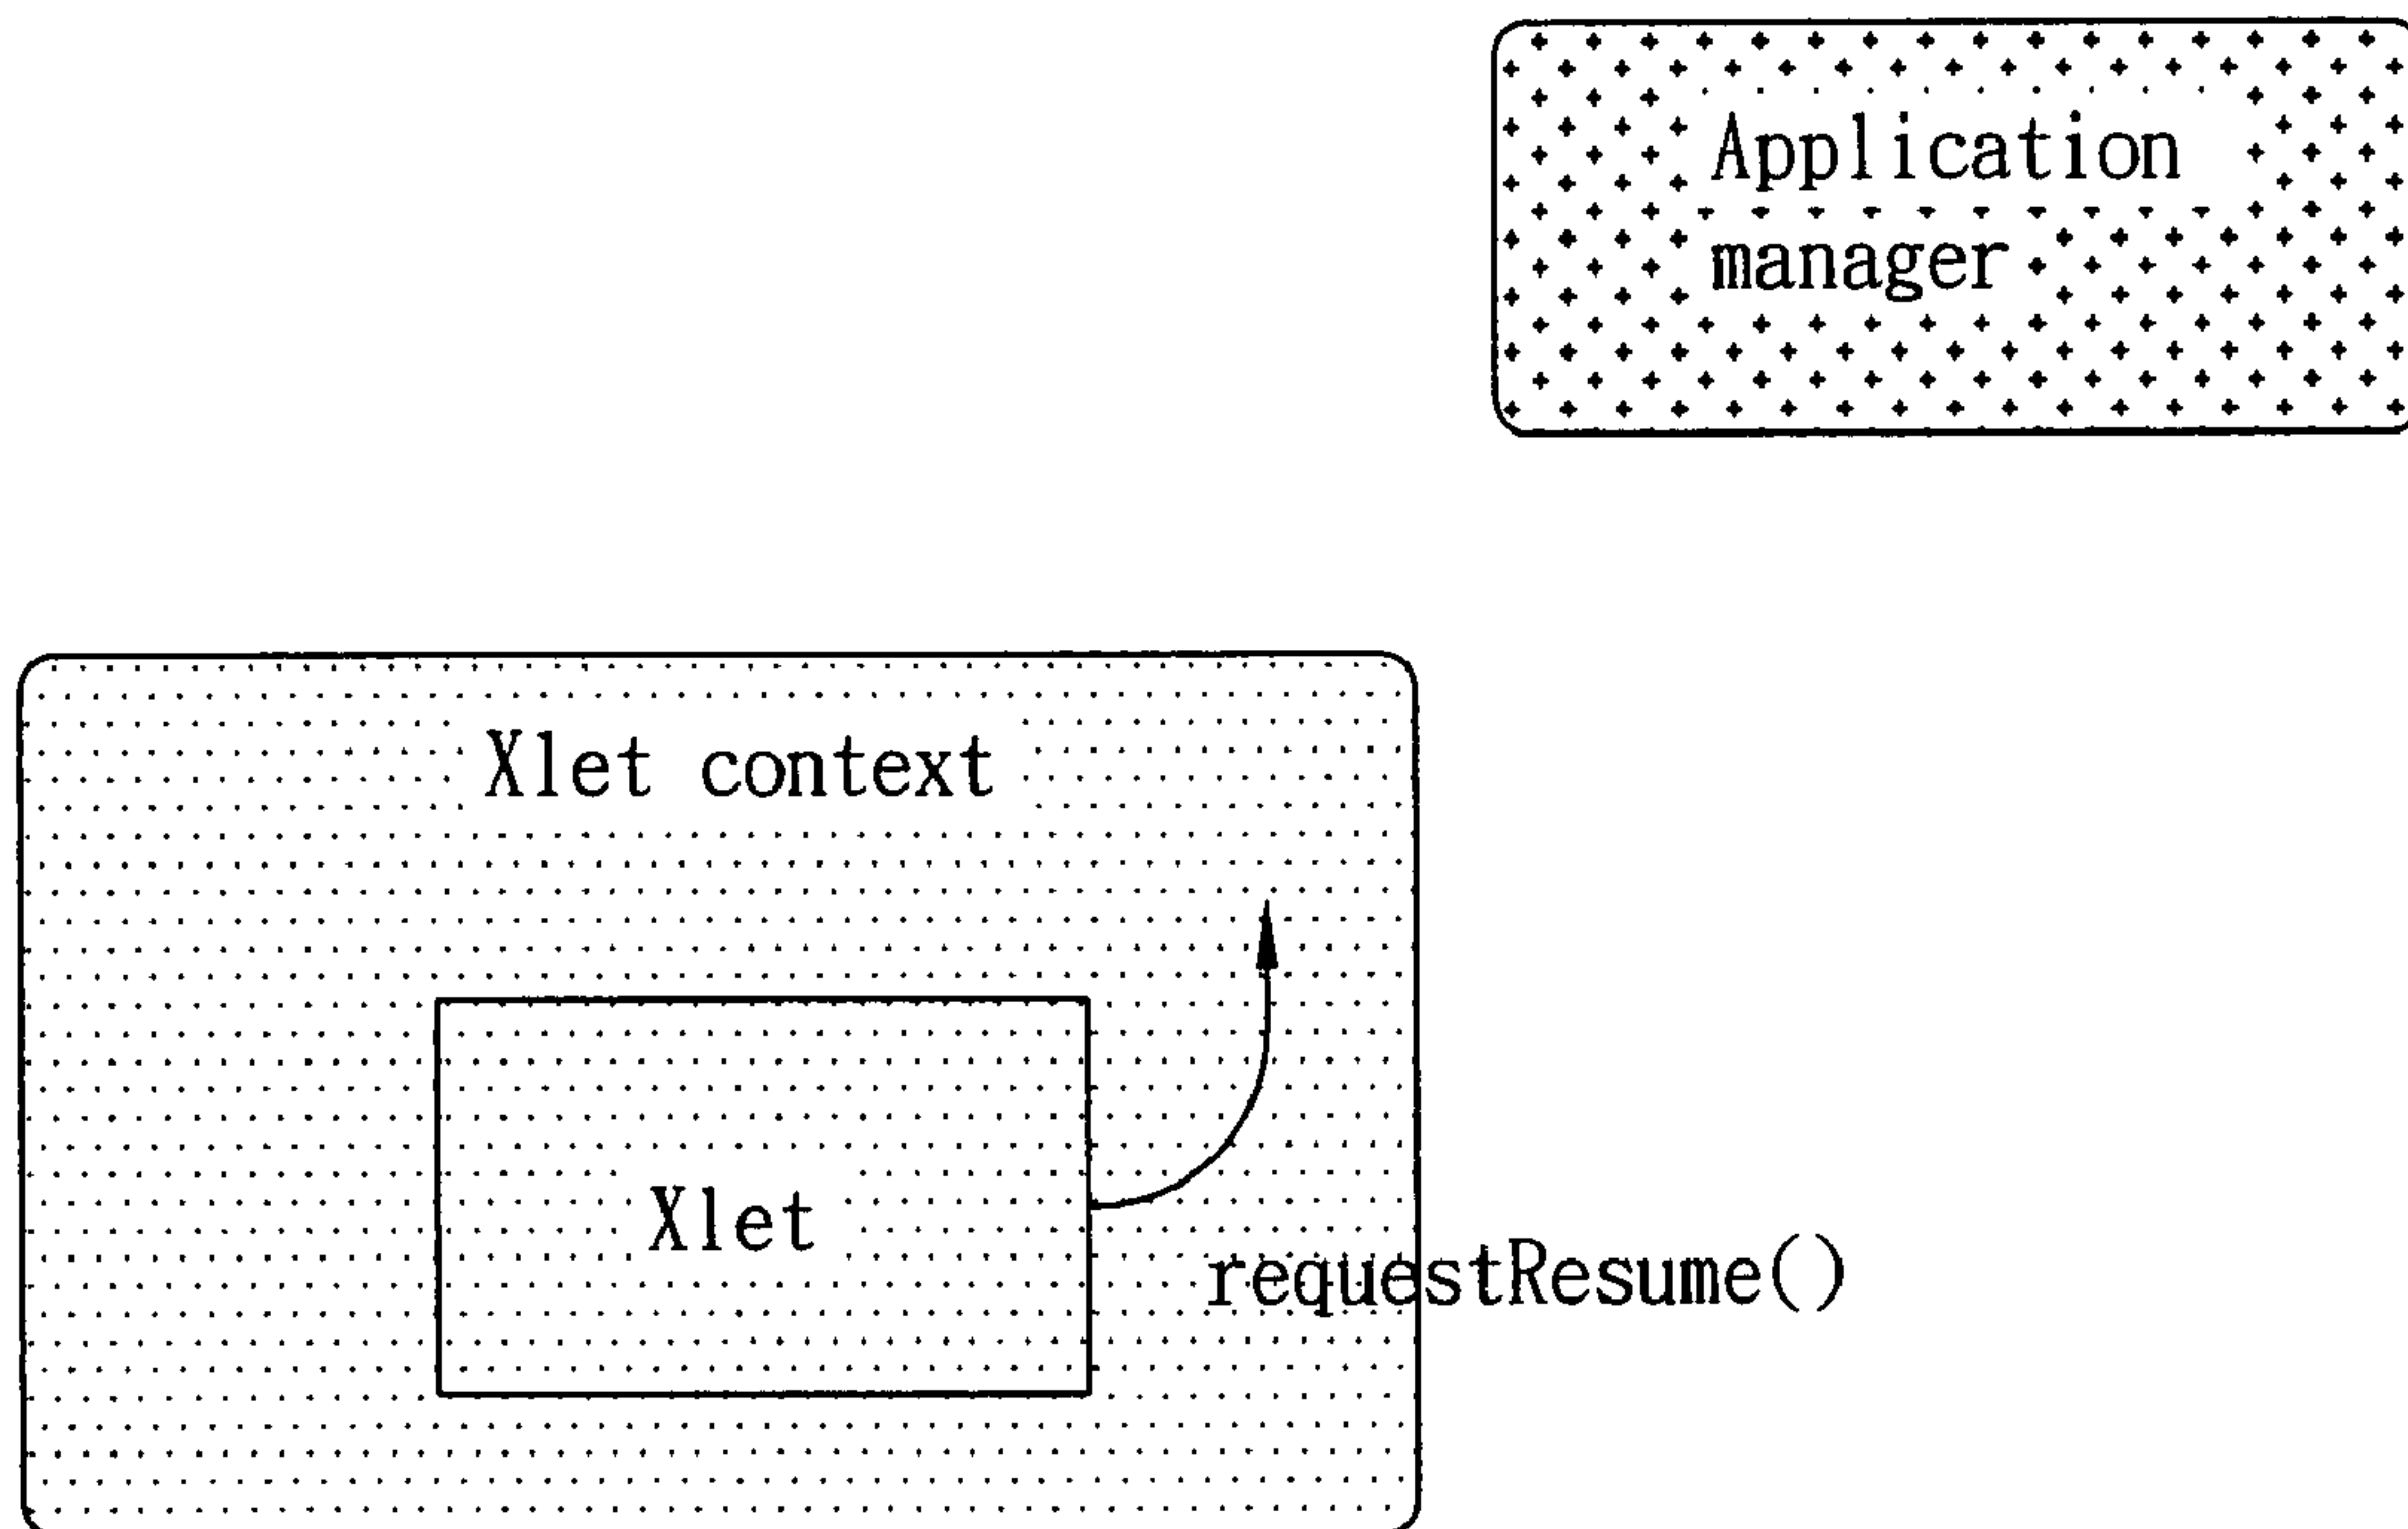 Application
manager
Xlet context
Xlet
requestResume()